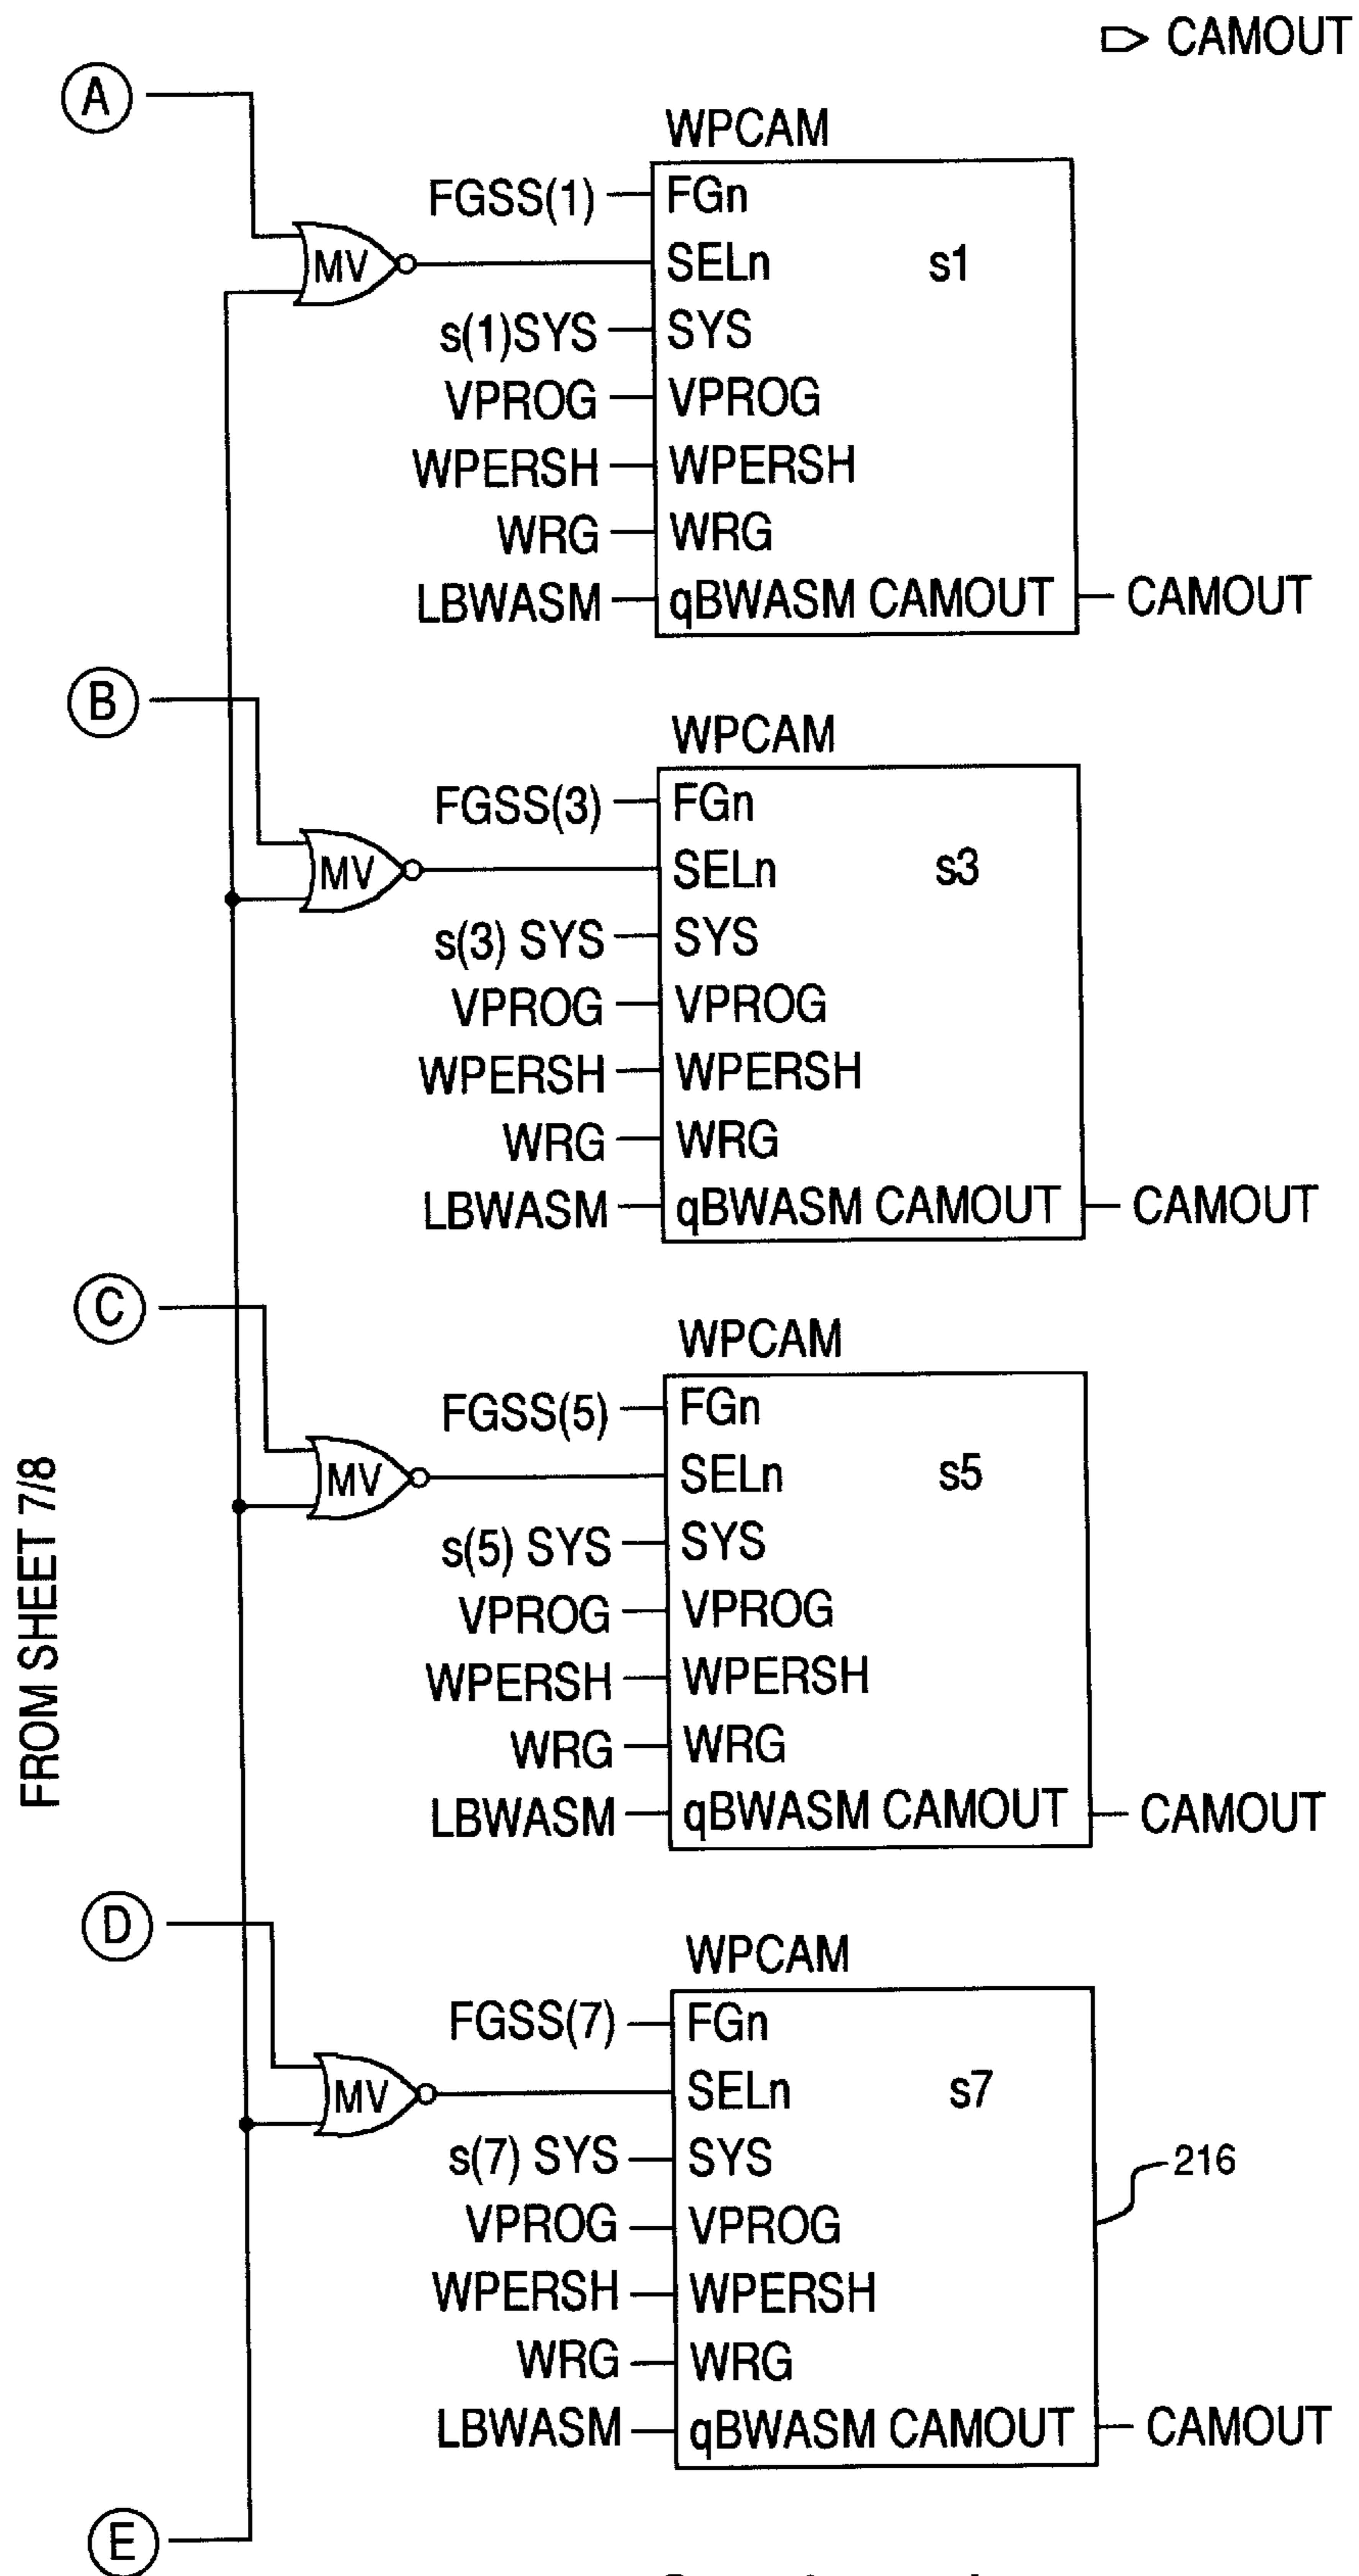 CAMOUT
A
WPCAM
FGSS(1) FGn
MV SELn s1
s(1)SYS SYS
VPROG VPROG
WPERSH WPERSH
WRG WRG
LBWASM qBWASM CAMOUT CAMOUT
B
WPCAM
FGSS(3) FGn
MV SELn s3
s(3) SYS SYS
VPROG VPROG
WPERSH WPERSH
WRG WRG
LBWASM qBWASM CAMOUT CAMOUT
C
WPCAM
FGSS(5) FGn
MV SELn s5
s(5) SYS SYS
VPROG VPROG
WPERSH WPERSH
WRG WRG
LBWASM qBWASM CAMOUT CAMOUT
FROM SHEET 7/8
D
WPCAM
FGSS(7) FGn
MV SELn s7
s(7) SYS SYS
216
VPROG VPROG
WPERSH WPERSH
WRG WRG
LBWASM qBWASM CAMOUT CAMOUT
E